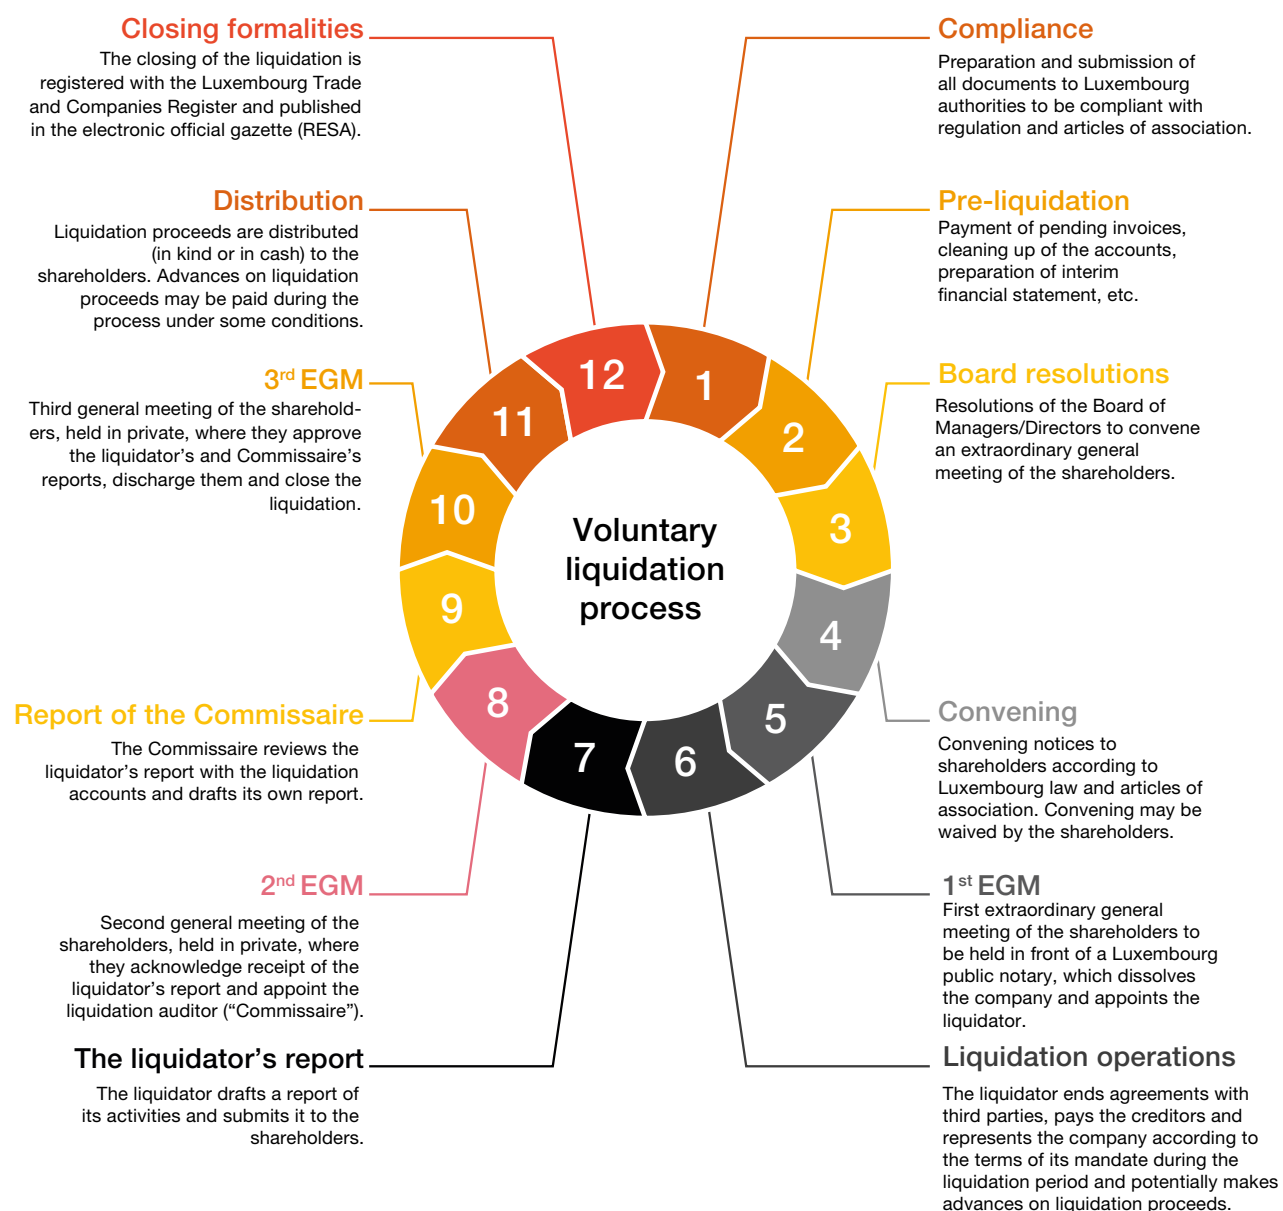 Closing formalities
The closing of the liquidation is
registered with the Luxembourg Trade
and Companies Register and published
in the electronic official gazette (RESA).
Compliance
Preparation and submission of
all documents to Luxembourg
authorities to be compliant with
regulation and articles of association.
Distribution
Liquidation proceeds are distributed
(in kind or in cash) to the
shareholders. Advances on liquidation
proceeds may be paid during the
process under some conditions.
Pre-liquidation
Payment of pending invoices,
cleaning up of the accounts,
preparation of interim
financial statement, etc.
3rd EGM
Third general meeting of the sharehold-
ers, held in private, where they approve
the liquidator's and Commissaire's
reports, discharge them and close the
liquidation.
Board resolutions
Resolutions of the Board of
Managers/Directors to convene
an extraordinary general
meeting of the shareholders.
12
1
11
2
10
3
9
4
8
5
7
6
Voluntary
liquidation
process
Report of the Commissaire
The Commissaire reviews the
liquidator's report with the liquidation
accounts and drafts its own report.
Convening
Convening notices to
shareholders according to
Luxembourg law and articles of
association. Convening may be
waived by the shareholders.
2nd EGM
Second general meeting of the
shareholders, held in private, where
they acknowledge receipt of the
liquidator's report and appoint the
liquidation auditor ("Commissaire").
1st EGM
First extraordinary general
meeting of the shareholders to
be held in front of a Luxembourg
public notary, which dissolves
the company and appoints the
liquidator.
The liquidator's report
The liquidator drafts a report of
its activities and submits it to the
shareholders.
Liquidation operations
The liquidator ends agreements with
third parties, pays the creditors and
represents the company according to
the terms of its mandate during the
liquidation period and potentially makes
advances on liquidation proceeds.